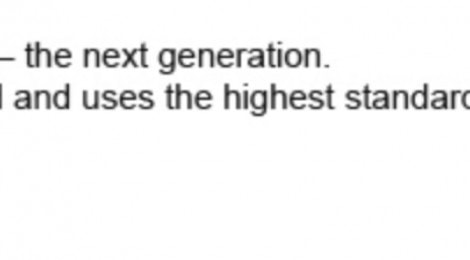 – the next generation.
and uses the highest